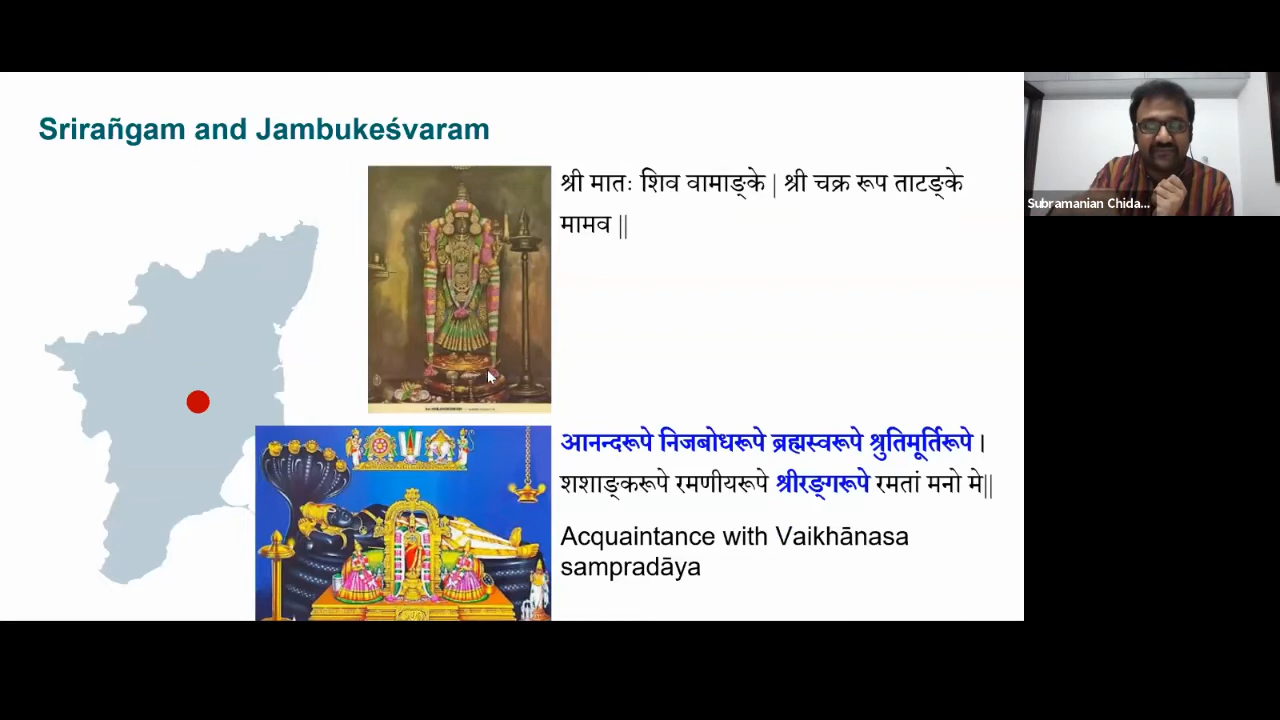 Srirañgam and Jambukeśvaram
श्री मातः शिव वामाङ्के | श्री चक्र रूप ताटङ्के
मामव ||
आनन्दरूपे निजबोधरूपे ब्रह्मस्वरूपे श्रुतिमूर्तिरूपे ।
शशाङ्करूपे रमणीयरूपे श्रीरङ्गरूपे रमतां मनो मे||
Acquaintance with Vaikhānasa
sampradāya
Subramanian Chida...